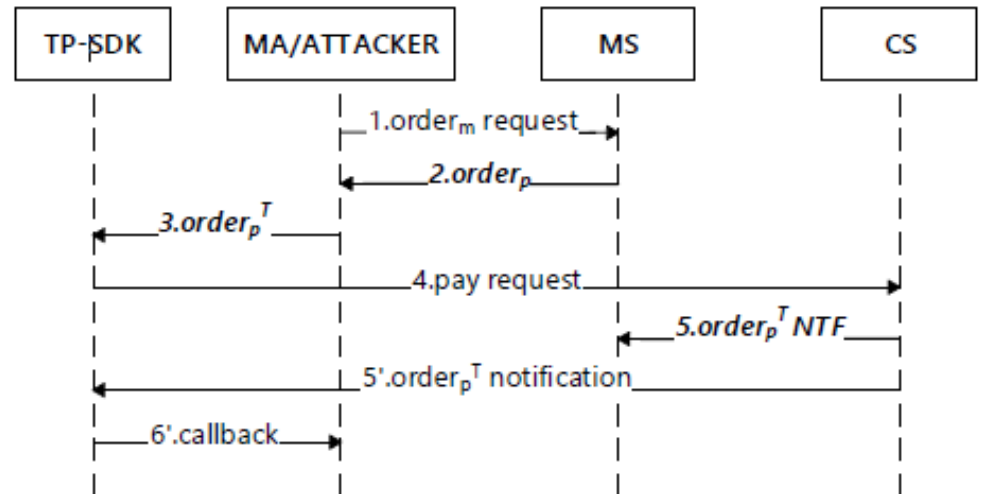 TP-SDK
MA/ATTACKER
MS
CS
1.orderₘ request
2.orderₚ
3.orderₚᵀ
4.pay request
5.orderₚᵀ NTF
5'.orderₚᵀ notification
6'.callback